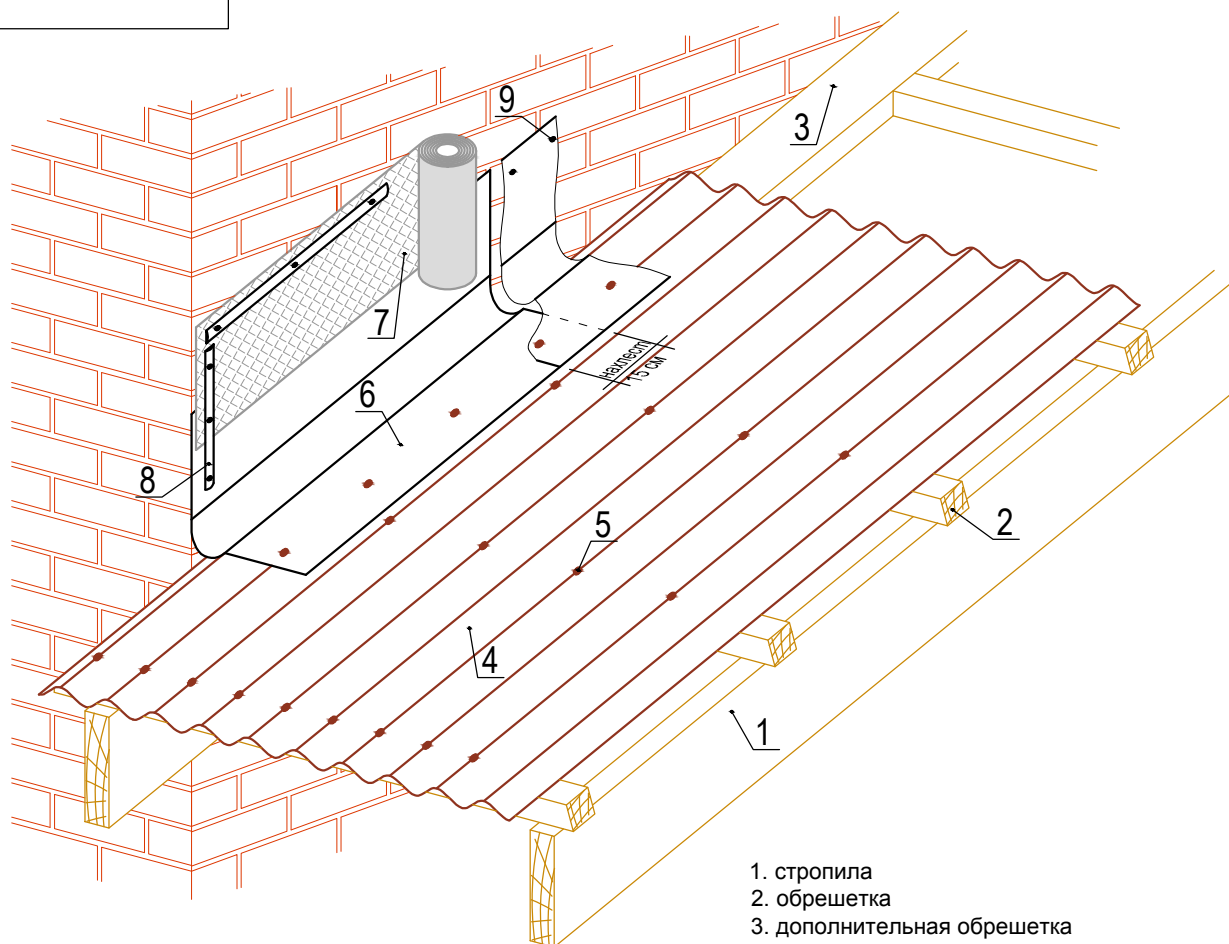 9
3
7
6
нахлест
15 см
8
5
2
4
1
1. стропила
2. обрешетка
3. дополнительная обрешетка